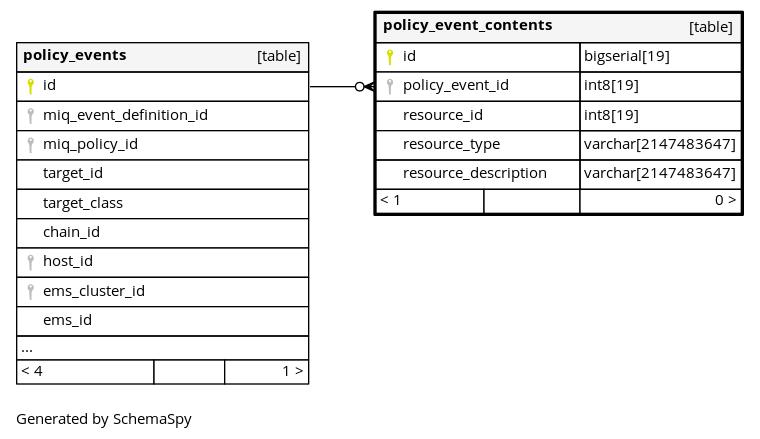 policy_events [table]
id
miq_event_definition_id
miq_policy_id
target_id
target_class
chain_id
host_id
ems_cluster_id
ems_id
...
< 4 1 >
policy_event_contents [table]
id bigserial[19]
policy_event_id int8[19]
resource_id int8[19]
resource_type varchar[2147483647]
resource_description varchar[2147483647]
< 1 0 >
Generated by SchemaSpy